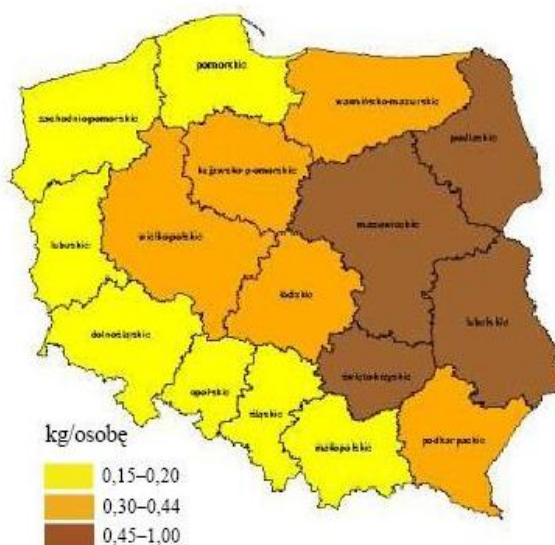 pomorskie
warmińsko-mazurskie
zachodniopomorskie
podlaskie
kujawsko-pomorskie
mazowieckie
wielkopolskie
lubuskie
łódzkie
lubelskie
dolnośląskie
świętokrzyskie
opolskie
śląskie
podkarpackie
małopolskie
kg/osobę
0,15–0,20
0,30–0,44
0,45–1,00